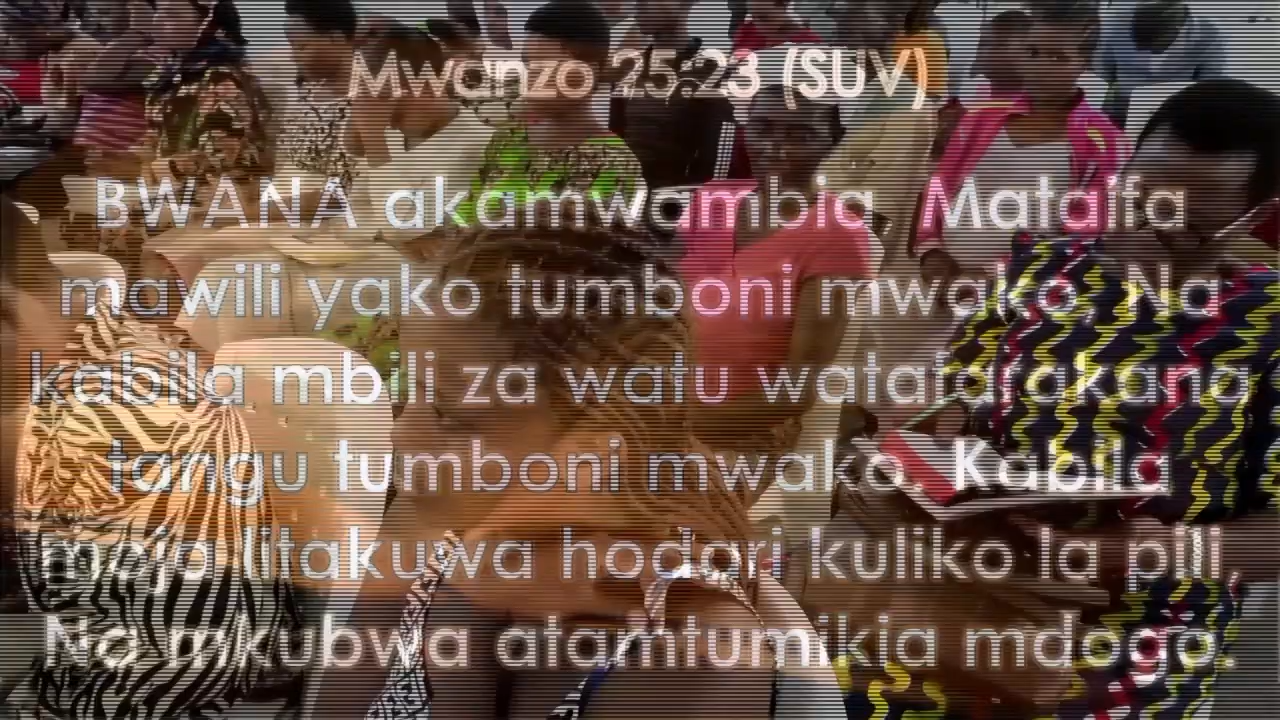 Mwanzo 25:23 (SUV)
BWANA akamwambia, Mataifa
mawili yako tumboni mwako. Na
kabila mbili za watu watafarakana
tangu tumboni mwako. Kabila
moja litakuwa hodari kuliko la pili,
Na mkubwa atamtumikia mdogo.